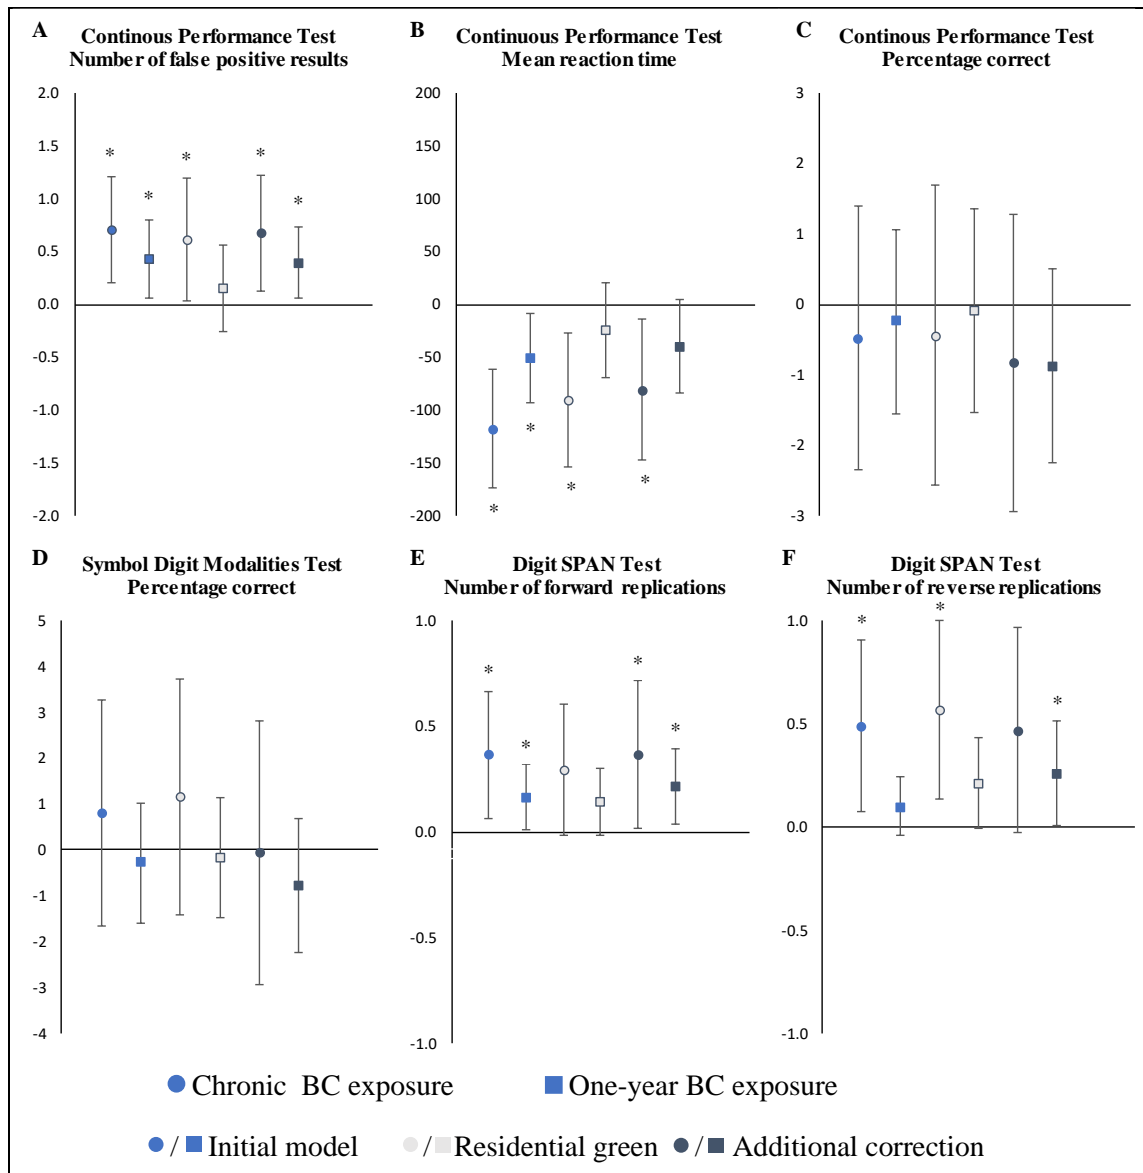 A
Continous Performance Test
Number of false positive results
B
Continuous Performance Test
Mean reaction time
C
Continous Performance Test
Percentage correct
2.0
1.5
1.0
0.5
0.0
-0.5
-1.0
-1.5
-2.0
* * * * *
200
150
100
50
0
-50
-100
-150
-200
* * * *
3
2
1
0
-1
-2
-3
D
Symbol Digit Modalities Test
Percentage correct
E
Digit SPAN Test
Number of forward replications
F
Digit SPAN Test
Number of reverse replications
5
4
3
2
1
0
-1
-2
-3
-4
1.0
0.5
0.0
-0.5
-1.0
* * * *
1.0
0.5
0.0
-0.5
-1.0
* * *
Chronic BC exposure
One-year BC exposure
/ Initial model
/ Residential green
/ Additional correction